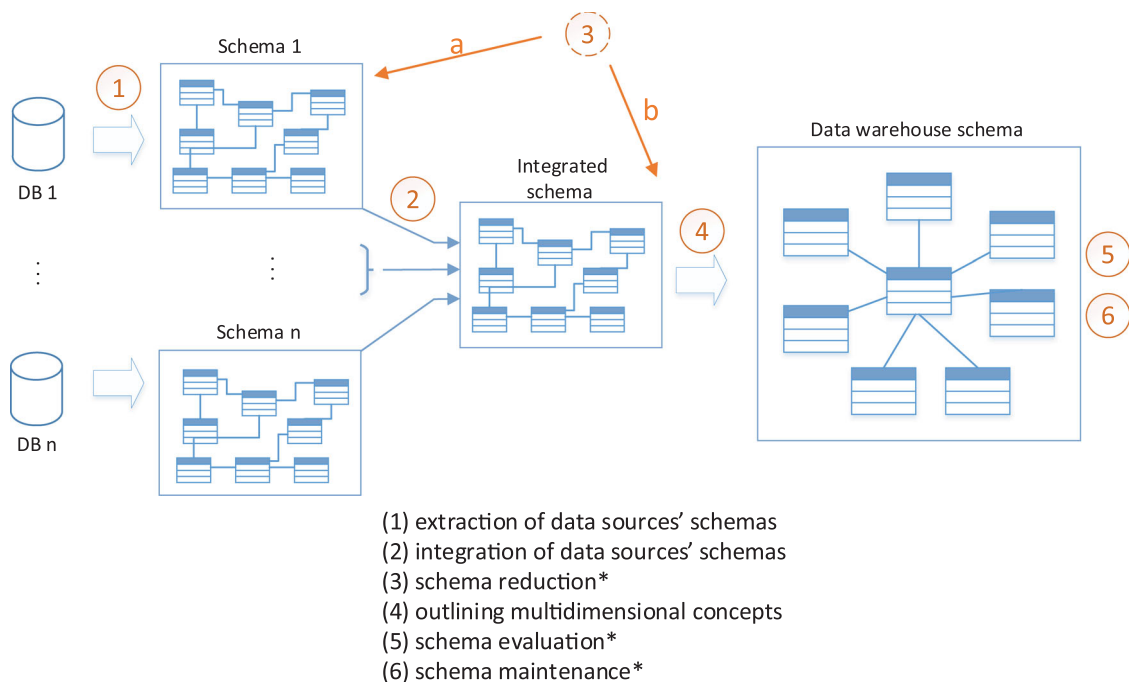 Schema 1
a
3
1
b
Data warehouse schema
DB 1
Integrated
schema
2
4
5
...
...
6
Schema n
DB n
(1) extraction of data sources’ schemas
(2) integration of data sources’ schemas
(3) schema reduction*
(4) outlining multidimensional concepts
(5) schema evaluation*
(6) schema maintenance*